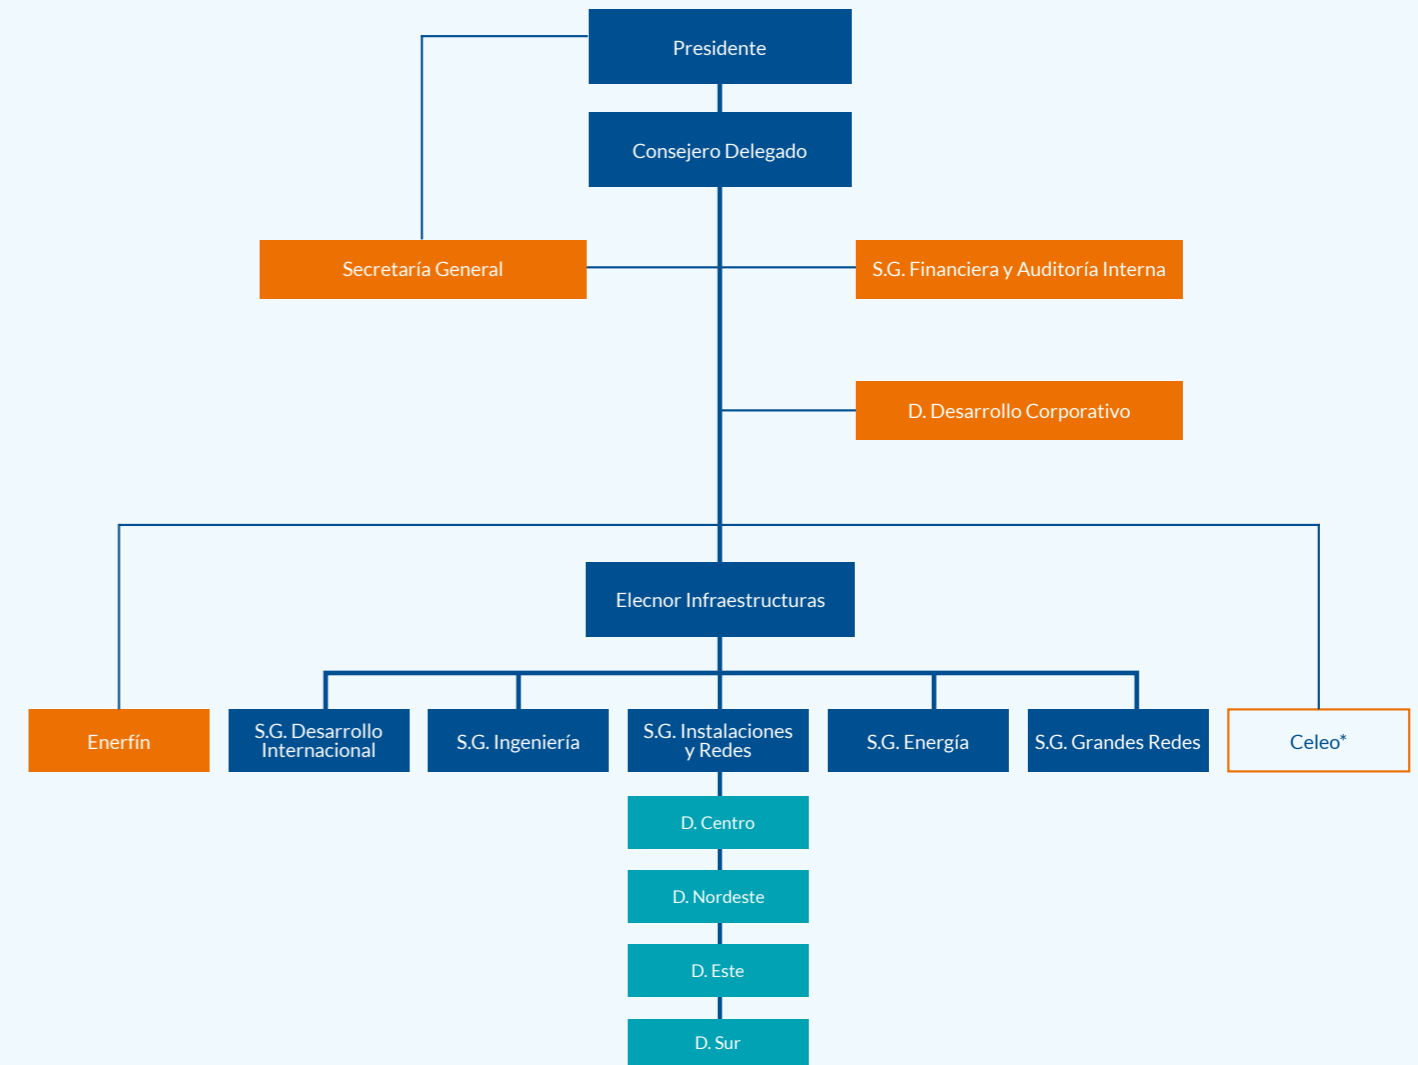 Presidente
Consejero Delegado
Secretaría General
S.G. Financiera y Auditoría Interna
D. Desarrollo Corporativo
Elecnor Infraestructuras
Enerfín
S.G. Desarrollo
Internacional
S.G. Ingeniería
S.G. Instalaciones
y Redes
S.G. Energía
S.G. Grandes Redes
Celeo*
D. Centro
D. Nordeste
D. Este
D. Sur